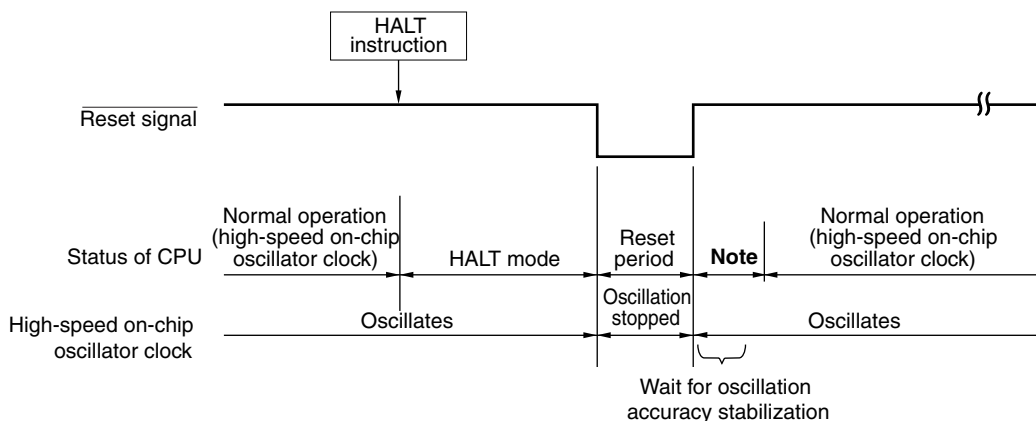 HALT
instruction
Reset signal
Normal operation
(high-speed on-chip
oscillator clock)
Status of CPU
HALT mode
Reset
period
Note
Normal operation
(high-speed on-chip
oscillator clock)
High-speed on-chip
oscillator clock
Oscillates
Oscillation
stopped
Oscillates
Wait for oscillation
accuracy stabilization